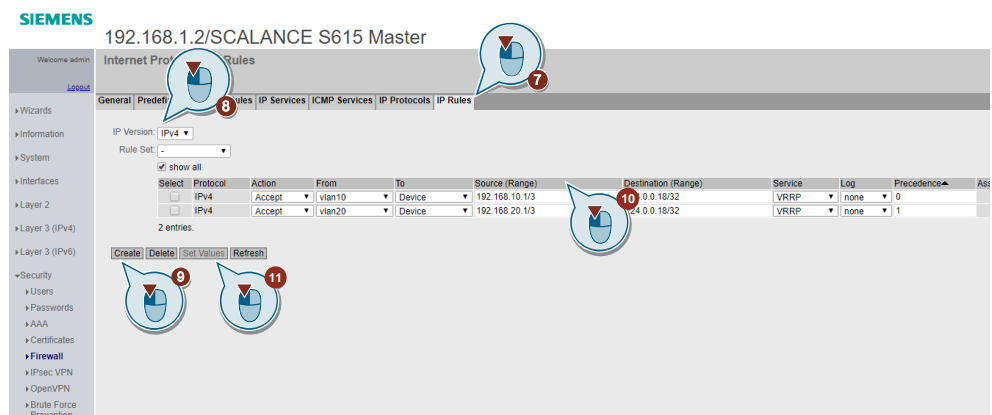 SIEMENS
192.168.1.2/SCALANCE S615 Master
Welcome admin
Logout
Internet Prot ules
7
8
General Predefi ules IP Services ICMP Services IP Protocols IP Rules
▸Wizards
▸Information
▸System
▸Interfaces
▸Layer 2
▸Layer 3 (IPv4)
▸Layer 3 (IPv6)
▾Security
▸Users
▸Passwords
▸AAA
▸Certificates
▸Firewall
▸IPsec VPN
▸OpenVPN
▸Brute Force
Prevention
IP Version: IPv4
Rule Set: -
show all
Select Protocol Action From To Source (Range) Destination (Range) Service Log Precedence Ass
IPv4 Accept vlan10 Device 192.168.10.1/3 .0.0.18/32 VRRP none 0
IPv4 Accept vlan20 Device 192.168.20.1/3 24.0.0.18/32 VRRP none 1
10
2 entries.
Create Delete Set Values Refresh
9
11